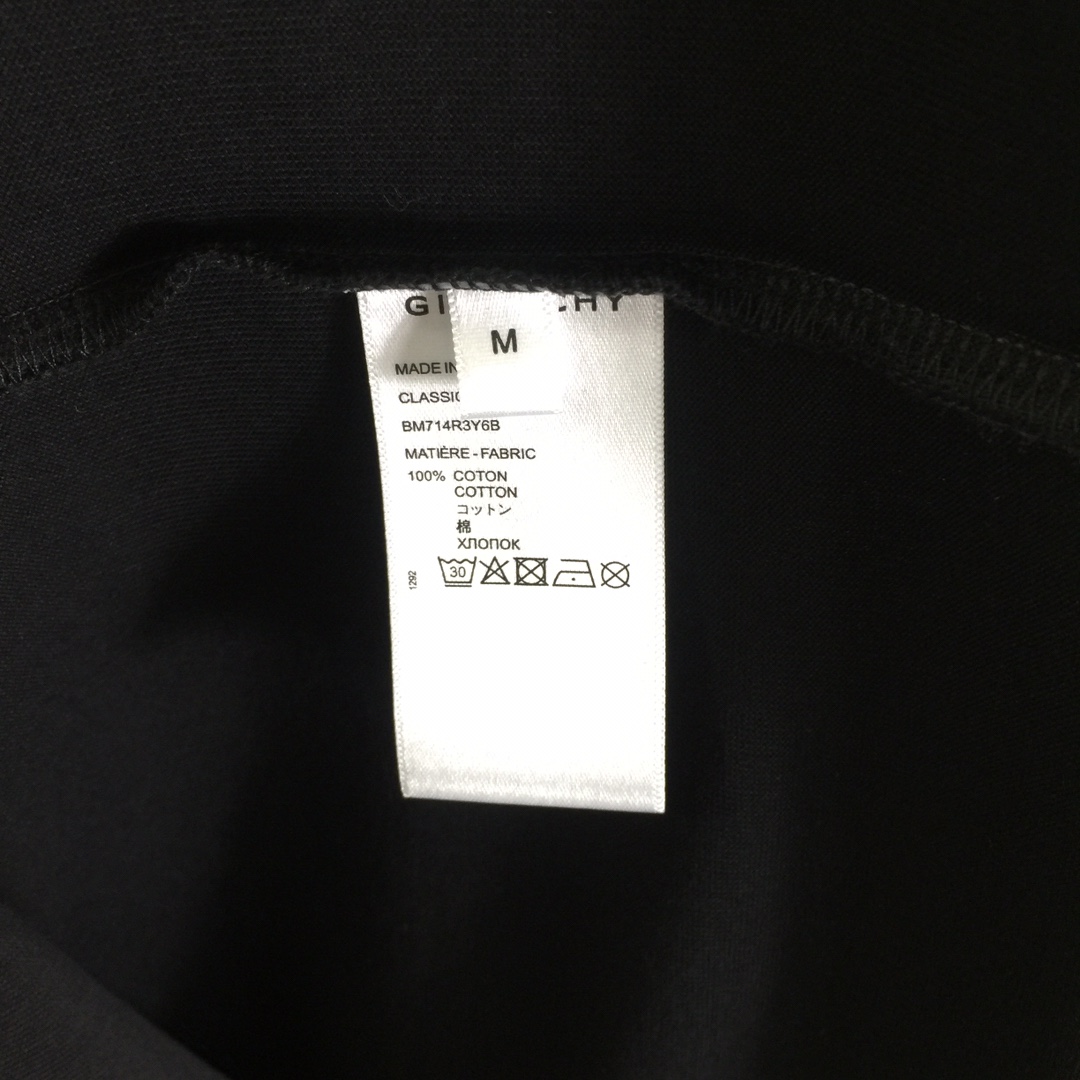 GI CHY
M
MADE IN
CLASSIC
BM714R3Y6B
MATIÈRE - FABRIC
100% COTON
COTTON
コットン
棉
ХЛОПОК
30
1292